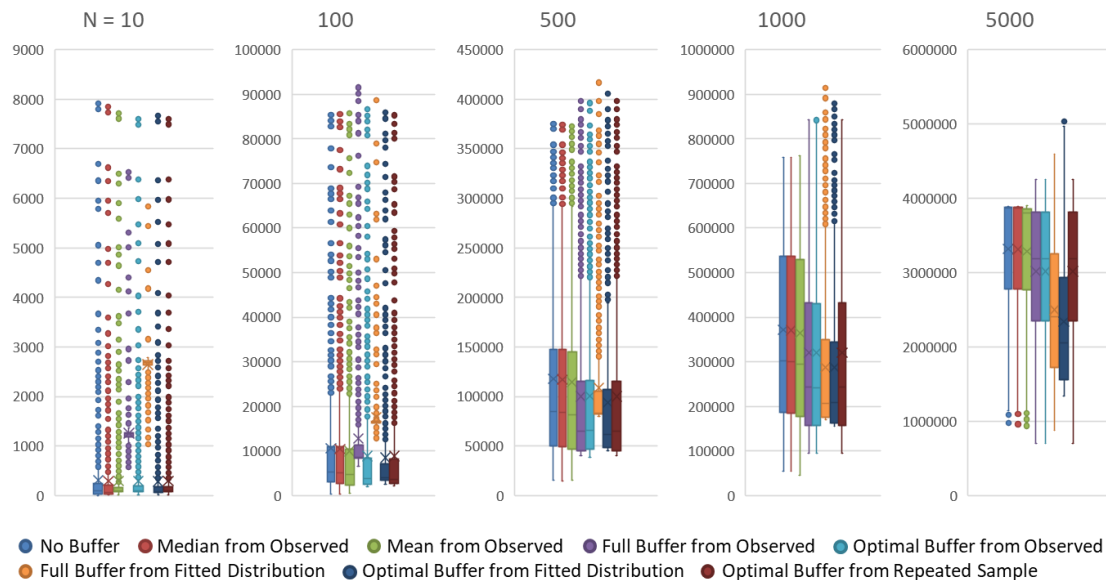 N = 10 100 500 1000 5000
9000 100000 450000 1000000 6000000
8000 90000 400000 900000 5000000
7000 80000 350000 800000 4000000
6000 70000 300000 700000 3000000
5000 60000 250000 600000 2000000
4000 50000 200000 500000 1000000
3000 40000 150000 400000 0
2000 30000 100000 300000
1000 20000 50000 200000
0 10000 0 100000
0 0
No Buffer Median from Observed Mean from Observed Full Buffer from Observed Optimal Buffer from Observed
Full Buffer from Fitted Distribution Optimal Buffer from Fitted Distribution Optimal Buffer from Repeated Sample